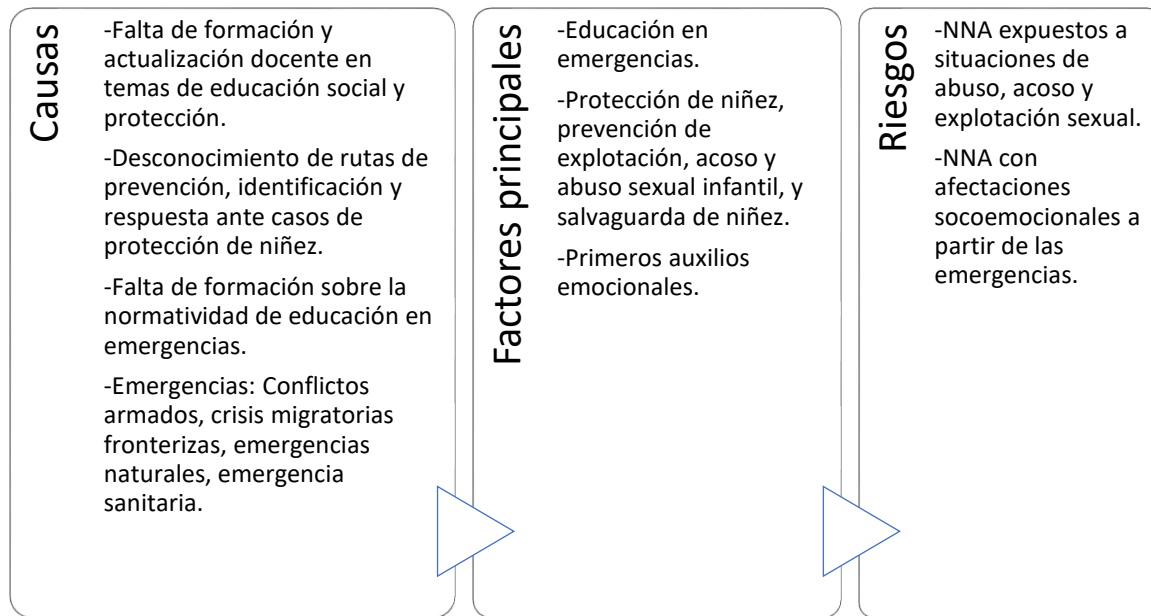 Causas
-Falta de formación y
actualización docente en
temas de educación social y
protección.
-Desconocimiento de rutas de
prevención, identificación y
respuesta ante casos de
protección de niñez.
-Falta de formación sobre la
normatividad de educación en
emergencias.
-Emergencias: Conflictos
armados, crisis migratorias
fronterizas, emergencias
naturales, emergencia
sanitaria.
Factores principales
-Educación en
emergencias.
-Protección de niñez,
prevención de
explotación, acoso y
abuso sexual infantil, y
salvaguarda de niñez.
-Primeros auxilios
emocionales.
Riesgos
-NNA expuestos a
situaciones de
abuso, acoso y
explotación sexual.
-NNA con
afectaciones
socoemocionales a
partir de las
emergencias.